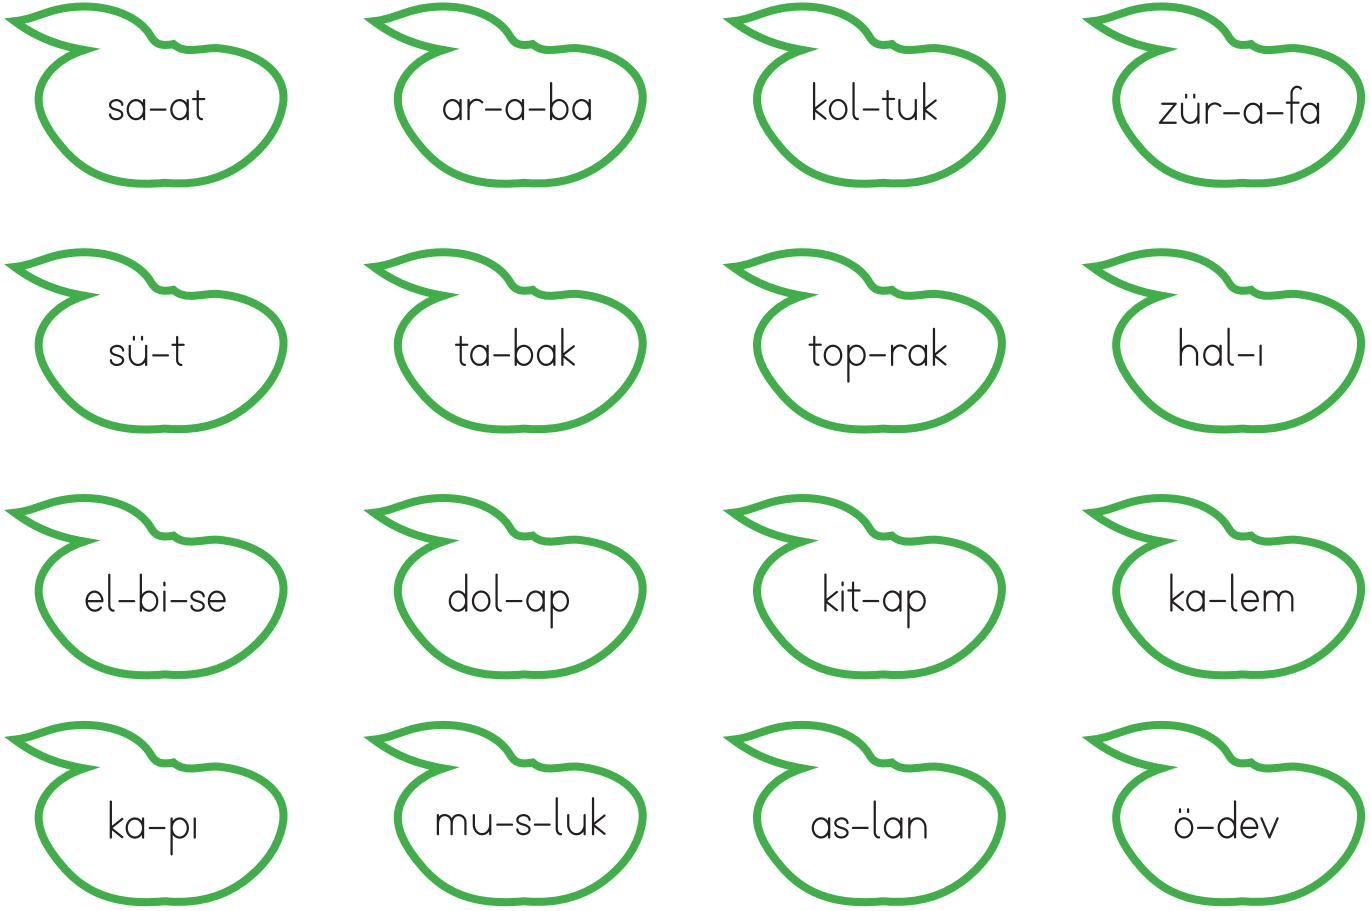 sa-at
ar-a-ba
kol-tuk
zür-a-fa
sü-t
ta-bak
top-rak
hal-ı
el-bi-se
dol-ap
kit-ap
ka-lem
ka-pı
mu-s-luk
as-lan
ö-dev